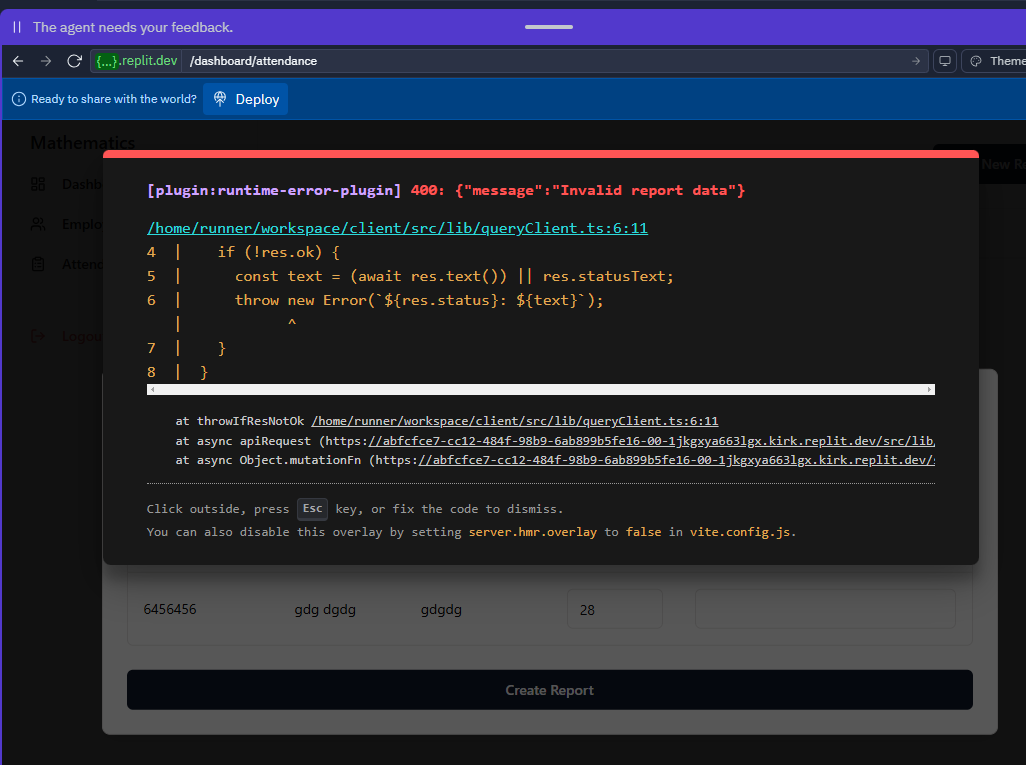 The agent needs your feedback.
{...}.replit.dev /dashboard/attendance
Theme
Ready to share with the world? Deploy
Mathematics
New Re
Dashb
Emplo
Attend
Logou
[plugin:runtime-error-plugin] 400: {"message":"Invalid report data"}
/home/runner/workspace/client/src/lib/queryClient.ts:6:11
4 | if (!res.ok) {
5 | const text = (await res.text()) || res.statusText;
6 | throw new Error(`${res.status}: ${text}`);
| ^
7 | }
8 | }
at throwIfResNotOk /home/runner/workspace/client/src/lib/queryClient.ts:6:11
at async apiRequest (https://abfcfce7-cc12-484f-98b9-6ab899b5fe16-00-1jkgxya663lgx.kirk.replit.dev/src/lib/
at async Object.mutationFn (https://abfcfce7-cc12-484f-98b9-6ab899b5fe16-00-1jkgxya663lgx.kirk.replit.dev/
Click outside, press Esc key, or fix the code to dismiss.
You can also disable this overlay by setting server.hmr.overlay to false in vite.config.js.
6456456 gdg dgdg gdgdg 28
Create Report